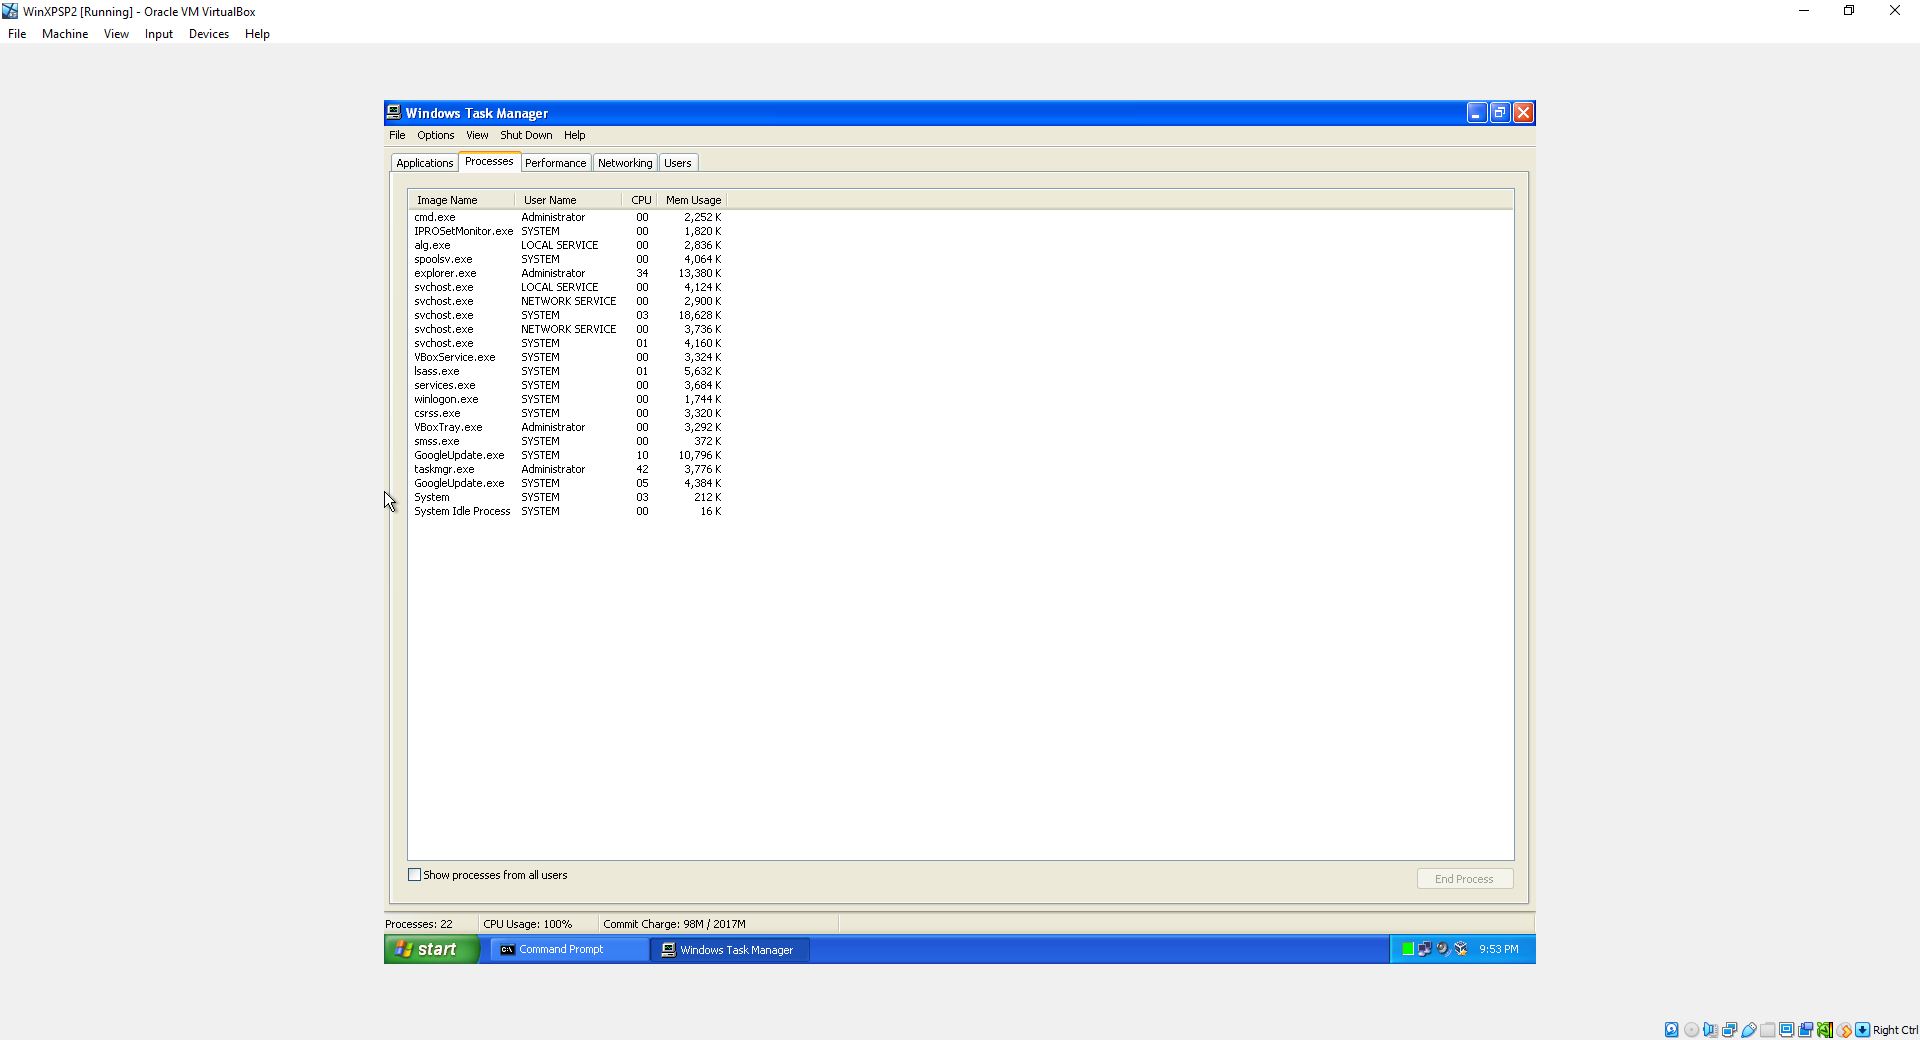 WinXPSP2 [Running] - Oracle VM VirtualBox
File Machine View Input Devices Help
Windows Task Manager
File Options View Shut Down Help
Applications Processes Performance Networking Users
Image Name User Name CPU Mem Usage
cmd.exe Administrator 00 2,252 K
IPROSetMonitor.exe SYSTEM 00 1,820 K
alg.exe LOCAL SERVICE 00 2,836 K
spoolsv.exe SYSTEM 00 4,064 K
explorer.exe Administrator 34 13,380 K
svchost.exe LOCAL SERVICE 00 4,124 K
svchost.exe NETWORK SERVICE 00 2,900 K
svchost.exe SYSTEM 03 18,628 K
svchost.exe NETWORK SERVICE 00 3,736 K
svchost.exe SYSTEM 01 4,160 K
VBoxService.exe SYSTEM 00 3,324 K
lsass.exe SYSTEM 01 5,632 K
services.exe SYSTEM 00 3,684 K
winlogon.exe SYSTEM 00 1,744 K
csrss.exe SYSTEM 00 3,320 K
VBoxTray.exe Administrator 00 3,292 K
smss.exe SYSTEM 00 372 K
GoogleUpdate.exe SYSTEM 10 10,796 K
taskmgr.exe Administrator 42 3,776 K
GoogleUpdate.exe SYSTEM 05 4,384 K
System SYSTEM 03 212 K
System Idle Process SYSTEM 00 16 K
Show processes from all users
End Process
Processes: 22 CPU Usage: 100% Commit Charge: 98M / 2017M
start Command Prompt Windows Task Manager 9:53 PM
Right Ctrl